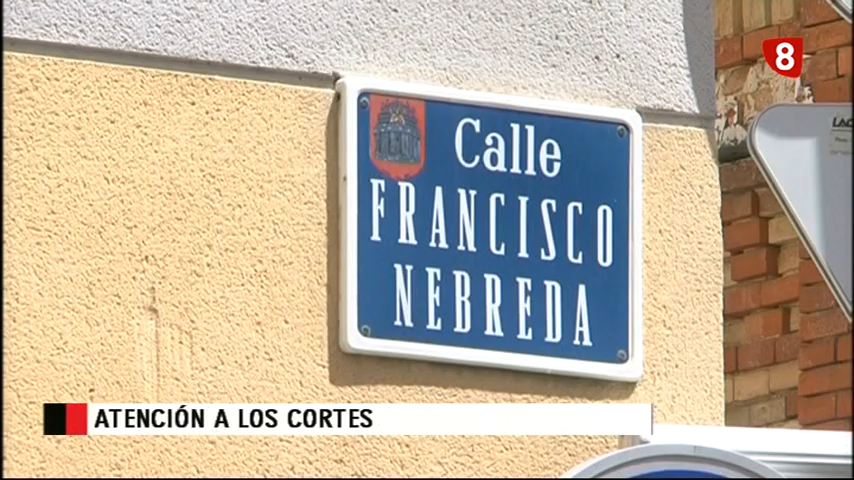 8
Calle
FRANCISCO
NEBREDA
ATENCIÓN A LOS CORTES